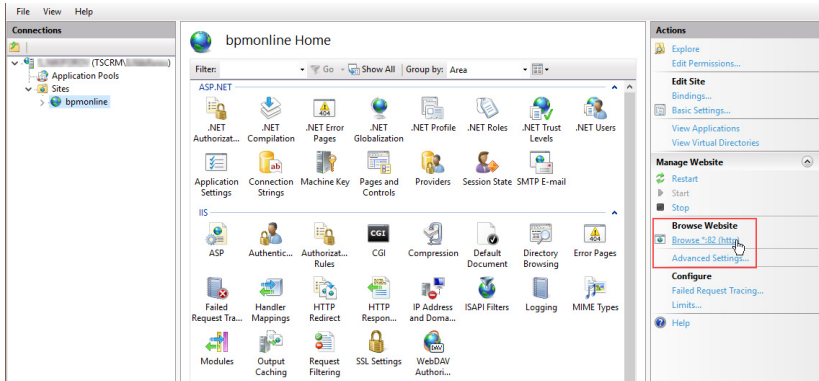 File View Help
Connections
(TSCRM\
Application Pools
Sites
bpmonline
bpmonline Home
Filter: Go Show All Group by: Area
ASP.NET
.NET Authorizat...
.NET Compilation
.NET Error Pages
.NET Globalization
.NET Profile
.NET Roles
.NET Trust Levels
.NET Users
Application Settings
Connection Strings
Machine Key
Pages and Controls
Providers
Session State
SMTP E-mail
IIS
ASP
Authentic...
Authorizat... Rules
CGI
Compression
Default Document
Directory Browsing
Error Pages
Failed Request Tra...
Handler Mappings
HTTP Redirect
HTTP Respon...
IP Address and Doma...
ISAPI Filters
Logging
MIME Types
Modules
Output Caching
Request Filtering
SSL Settings
WebDAV Authori...
Actions
Explore
Edit Permissions...
Edit Site
Bindings...
Basic Settings...
View Applications
View Virtual Directories
Manage Website
Restart
Start
Stop
Browse Website
Browse *:82 (http)
Advanced Settings...
Configure
Failed Request Tracing...
Limits...
Help